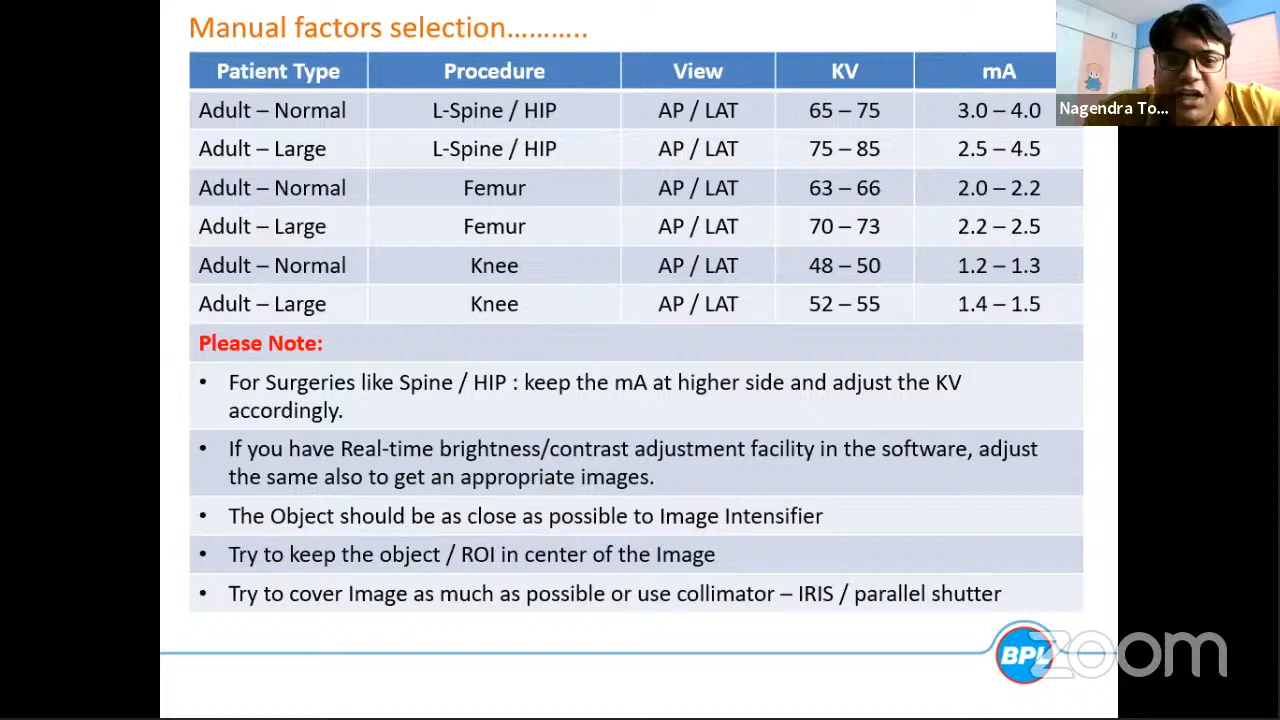 Manual factors selection………..
Patient Type Procedure View KV mA
Adult – Normal L-Spine / HIP AP / LAT 65 – 75 3.0 – 4.0
Adult – Large L-Spine / HIP AP / LAT 75 – 85 2.5 – 4.5
Adult – Normal Femur AP / LAT 63 – 66 2.0 – 2.2
Adult – Large Femur AP / LAT 70 – 73 2.2 – 2.5
Adult – Normal Knee AP / LAT 48 – 50 1.2 – 1.3
Adult – Large Knee AP / LAT 52 – 55 1.4 – 1.5
Please Note:
• For Surgeries like Spine / HIP : keep the mA at higher side and adjust the KV
accordingly.
• If you have Real-time brightness/contrast adjustment facility in the software, adjust
the same also to get an appropriate images.
• The Object should be as close as possible to Image Intensifier
• Try to keep the object / ROI in center of the Image
• Try to cover Image as much as possible or use collimator – IRIS / parallel shutter
Nagendra To...
BPL
zoom